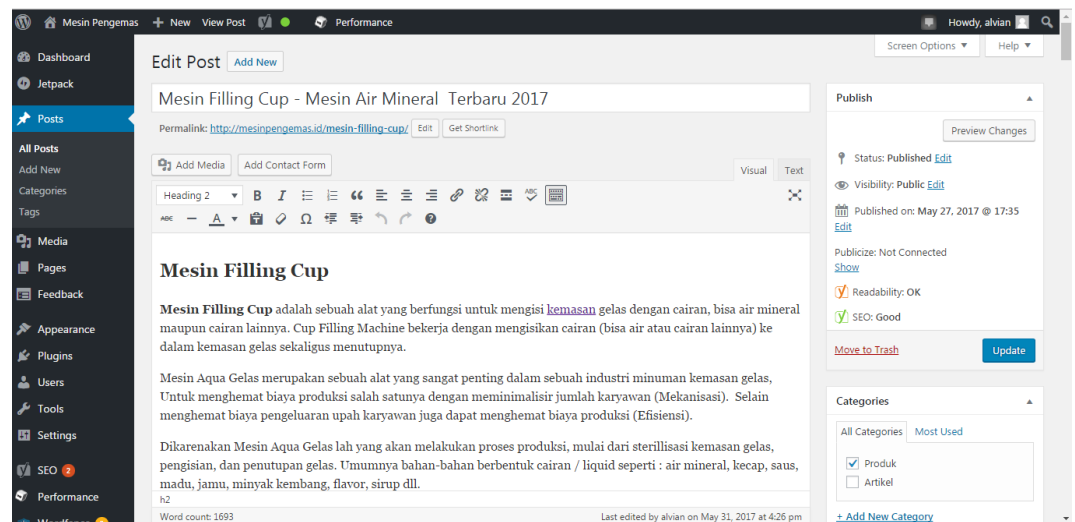 Mesin Pengemas + New View Post Performance Howdy, alvian
Screen Options ▼ Help ▼
Dashboard
Jetpack
Posts
All Posts
Add New
Categories
Tags
Media
Pages
Feedback
Appearance
Plugins
Users
Tools
Settings
SEO 2
Performance
Edit Post Add New
Mesin Filling Cup - Mesin Air Mineral Terbaru 2017
Permalink: http://mesinpengemas.id/mesin-filling-cup/ Edit Get Shortlink
Add Media Add Contact Form
Visual Text
Heading 2
Mesin Filling Cup
Mesin Filling Cup adalah sebuah alat yang berfungsi untuk mengisi kemasan gelas dengan cairan, bisa air mineral
maupun cairan lainnya. Cup Filling Machine bekerja dengan mengisikan cairan (bisa air atau cairan lainnya) ke
dalam kemasan gelas sekaligus menutupnya.
Mesin Aqua Gelas merupakan sebuah alat yang sangat penting dalam sebuah industri minuman kemasan gelas,
Untuk menghemat biaya produksi salah satunya dengan meminimalisir jumlah karyawan (Mekanisasi). Selain
menghemat biaya pengeluaran upah karyawan juga dapat menghemat biaya produksi (Efisiensi).
Dikarenakan Mesin Aqua Gelas lah yang akan melakukan proses produksi, mulai dari sterillisasi kemasan gelas,
pengisian, dan penutupan gelas. Umumnya bahan-bahan berbentuk cairan / liquid seperti : air mineral, kecap, saus,
madu, jamu, minyak kembang, flavor, sirup dll.
h2
Word count: 1693 Last edited by alvian on May 31, 2017 at 4:26 pm
Publish
Preview Changes
Status: Published Edit
Visibility: Public Edit
Published on: May 27, 2017 @ 17:35
Edit
Publicize: Not Connected
Show
Readability: OK
SEO: Good
Move to Trash Update
Categories
All Categories Most Used
Produk
Artikel
+ Add New Category